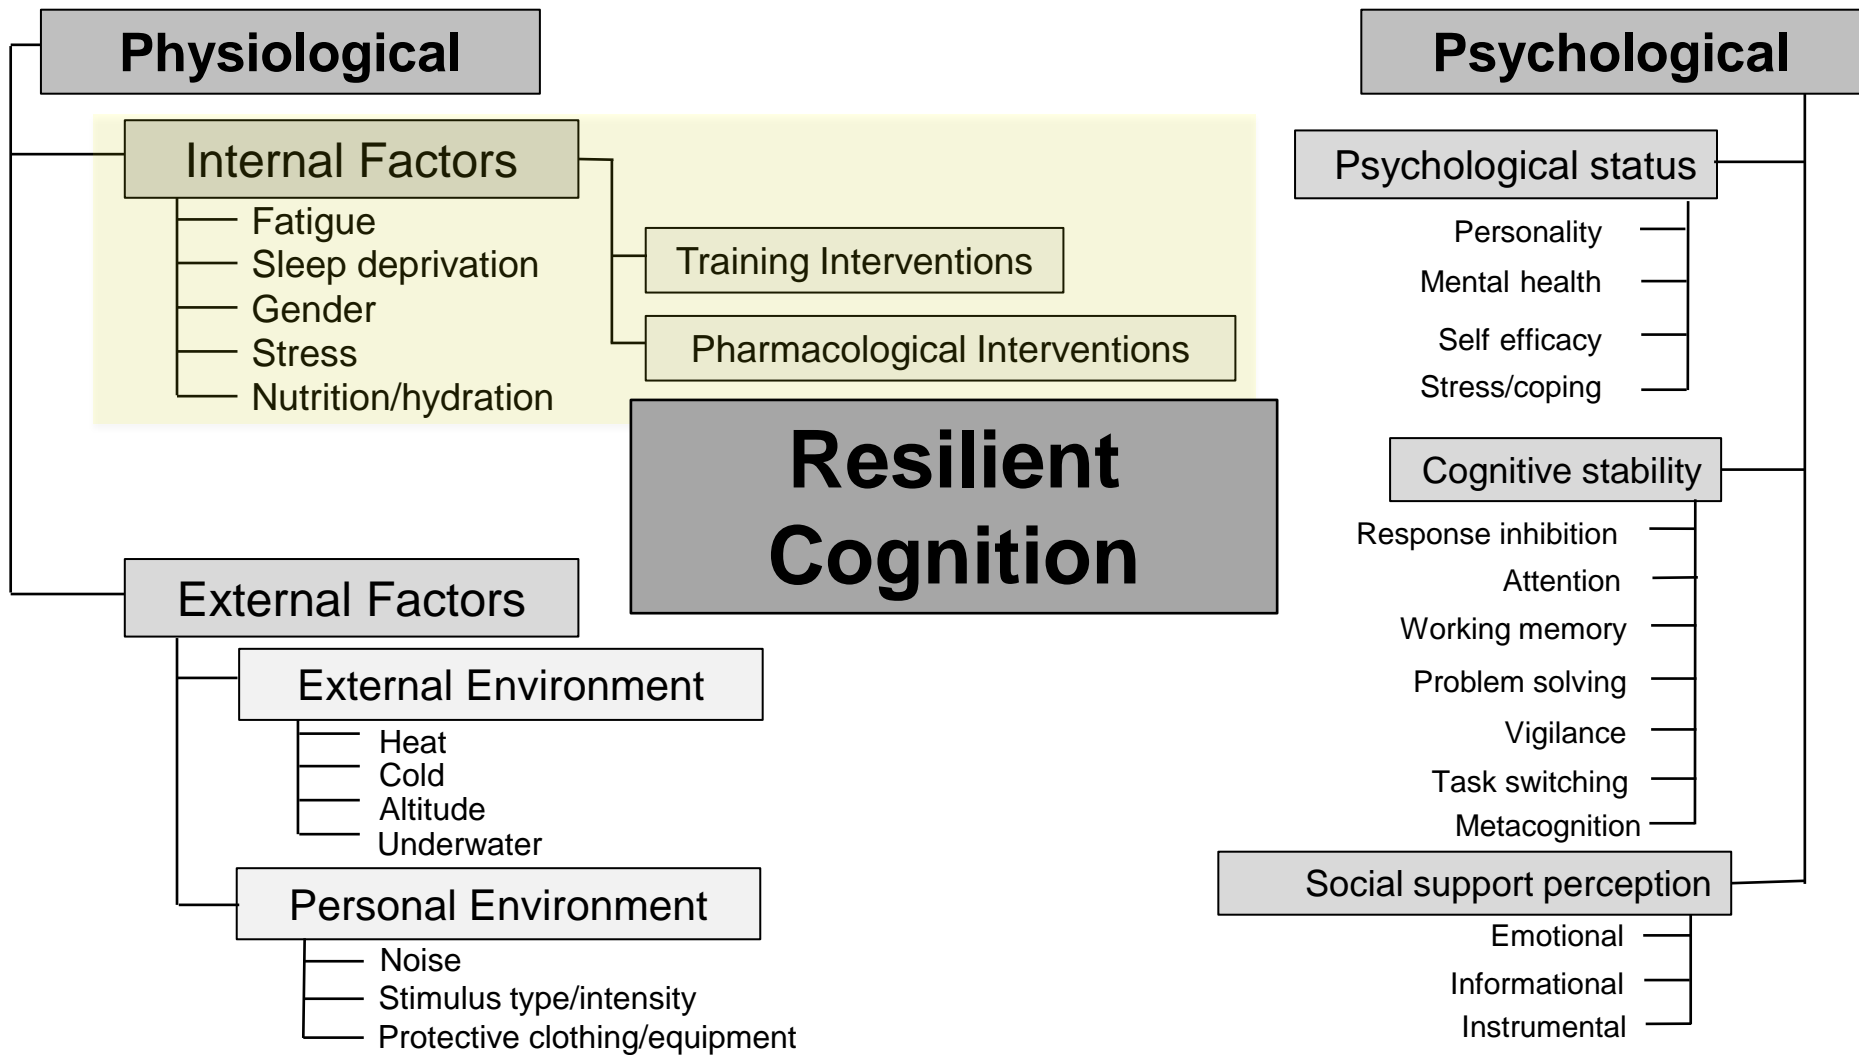 Physiological
Internal Factors
Fatigue
Sleep deprivation
Gender
Stress
Nutrition/hydration
Training Interventions
Pharmacological Interventions
External Factors
External Environment
Heat
Cold
Altitude
Underwater
Personal Environment
Noise
Stimulus type/intensity
Protective clothing/equipment
Resilient
Cognition
Psychological
Psychological status
Personality
Mental health
Self efficacy
Stress/coping
Cognitive stability
Response inhibition
Attention
Working memory
Problem solving
Vigilance
Task switching
Metacognition
Social support perception
Emotional
Informational
Instrumental